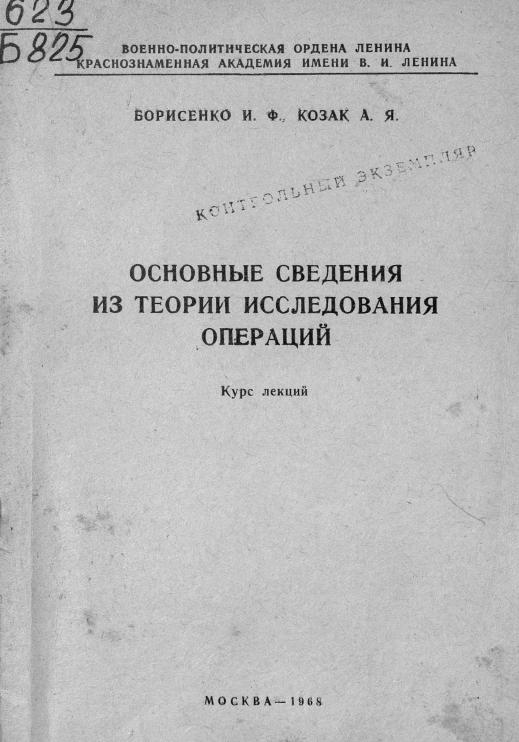 623
Б825
ВОЕННО-ПОЛИТИЧЕСКАЯ ОРДЕНА ЛЕНИНА
КРАСНОЗНАМЕННАЯ АКАДЕМИЯ ИМЕНИ В. И. ЛЕНИНА
БОРИСЕНКО И. Ф., КОЗАК А. Я.
КОНТРОЛЬНЫЙ ЭКЗЕМПЛЯР
ОСНОВНЫЕ СВЕДЕНИЯ
ИЗ ТЕОРИИ ИССЛЕДОВАНИЯ
ОПЕРАЦИЙ
Курс лекций
МОСКВА—1968